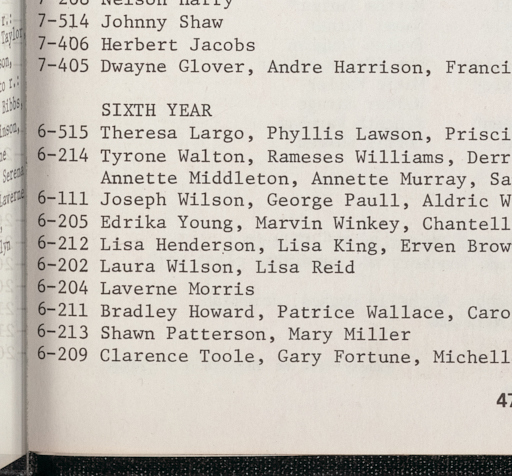 7-514 Johnny Shaw
7-406 Herbert Jacobs
7-405 Dwayne Glover, Andre Harrison, Franci
SIXTH YEAR
6-515 Theresa Largo, Phyllis Lawson, Prisci
6-214 Tyrone Walton, Rameses Williams, Derr
Annette Middleton, Annette Murray, Sa
6-111 Joseph Wilson, George Paull, Aldric W
6-205 Edrika Young, Marvin Winkey, Chantell
6-212 Lisa Henderson, Lisa King, Erven Brow
6-202 Laura Wilson, Lisa Reid
6-204 Laverne Morris
6-211 Bradley Howard, Patrice Wallace, Caro
6-213 Shawn Patterson, Mary Miller
6-209 Clarence Toole, Gary Fortune, Michell
47